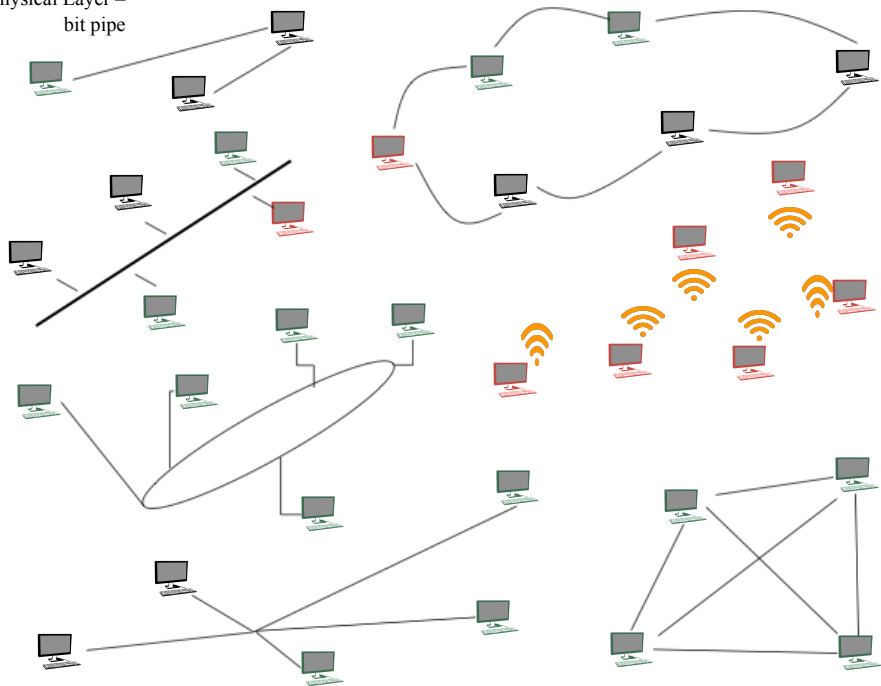 hysical Layer –
bit pipe